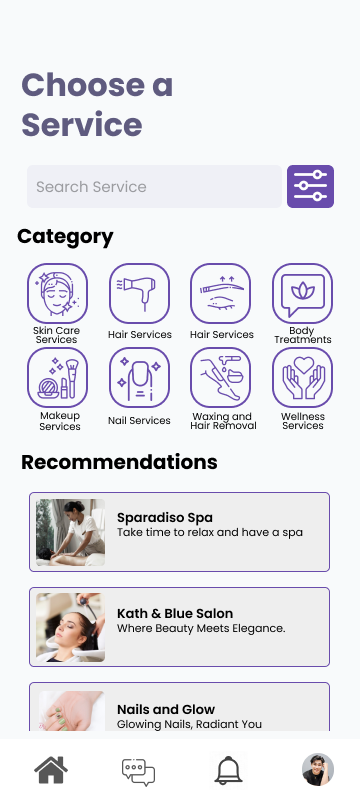 Choose a
Service
Search Service
Category
Skin Care
Services
Hair Services
Hair Services
Body
Treatments
Makeup
Services
Nail Services
Waxing and
Hair Removal
Wellness
Services
Recommendations
Sparadiso Spa
Take time to relax and have a spa
Kath & Blue Salon
Where Beauty Meets Elegance.
Nails and Glow
Glowing Nails, Radiant You